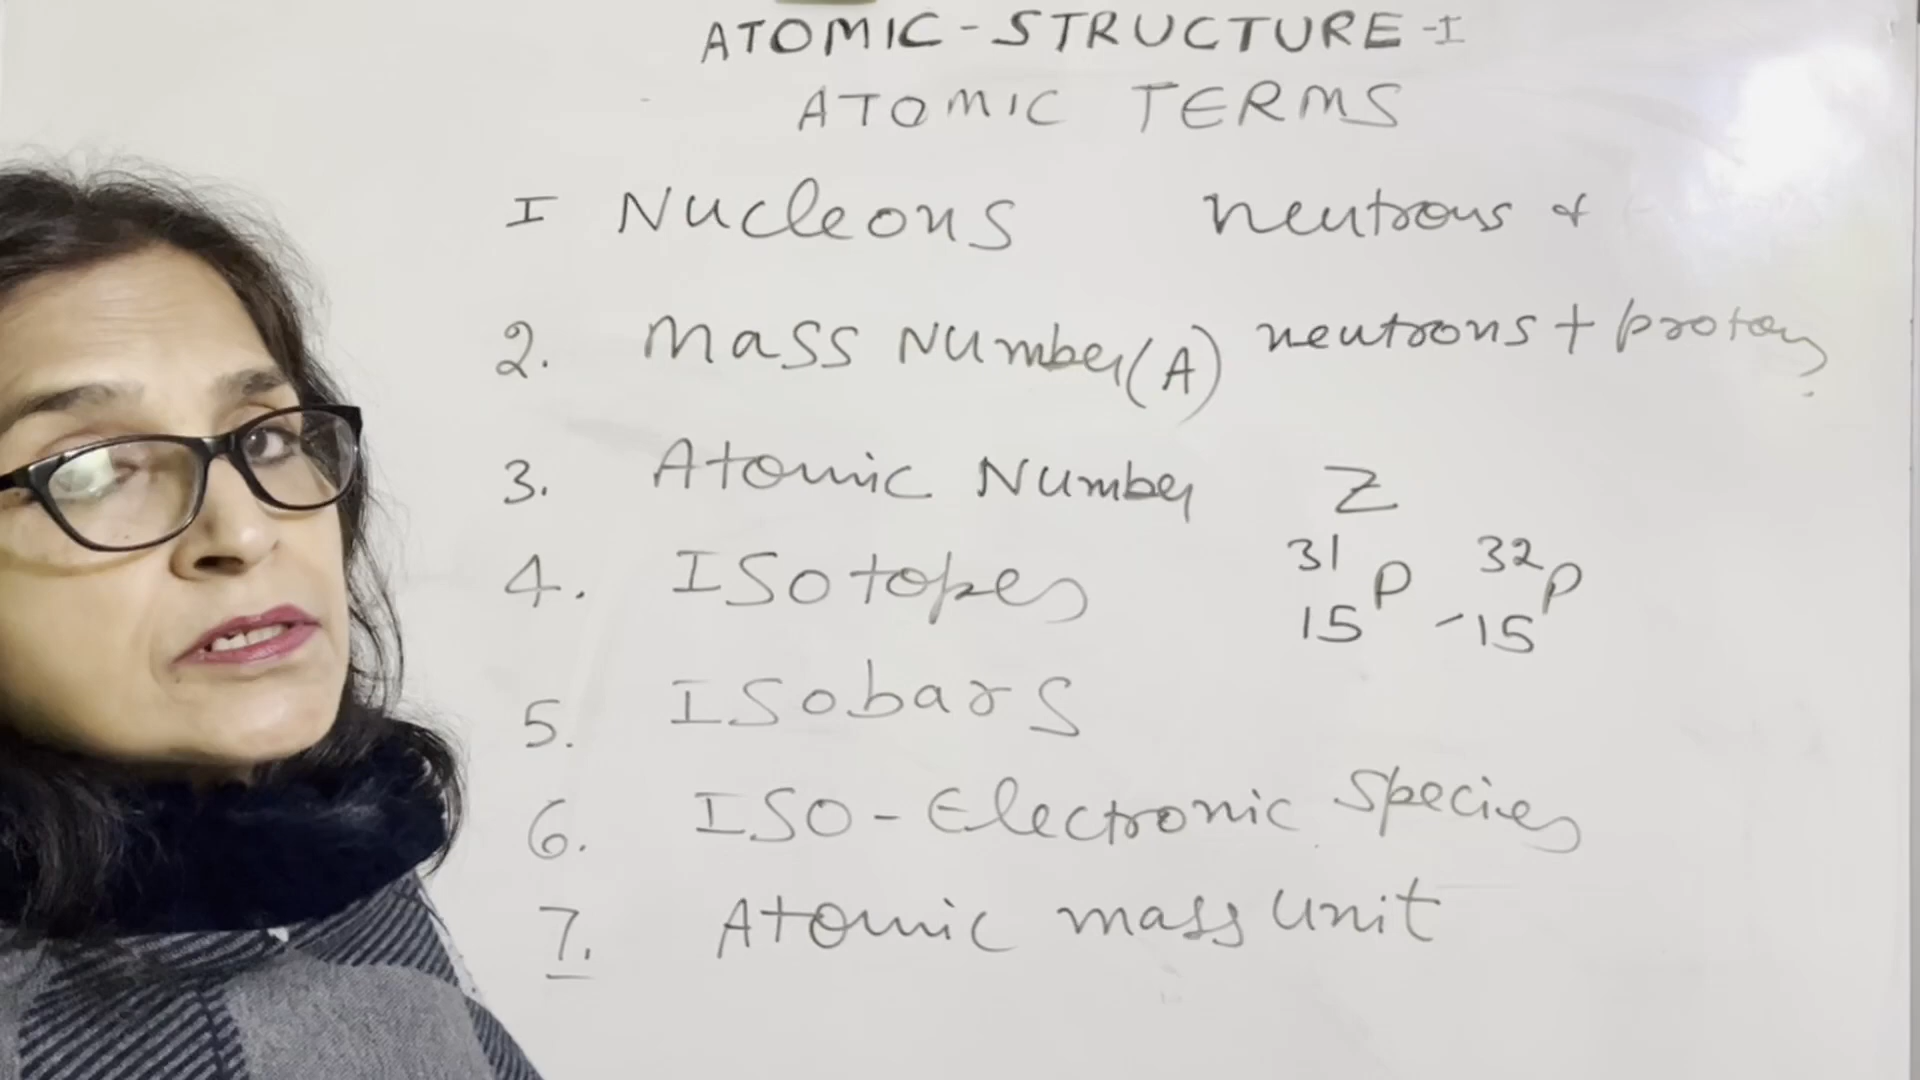 ATOMIC-STRUCTURE-I
ATOMIC TERMS
I Nucleons neutrons &
2. Mass Number (A) neutrons + protons
3. Atomic Number Z
4. ISotopes 31 15 P - 32 15 P
5. ISobars
6. ISO-Electronic Species
7. Atomic mass Unit